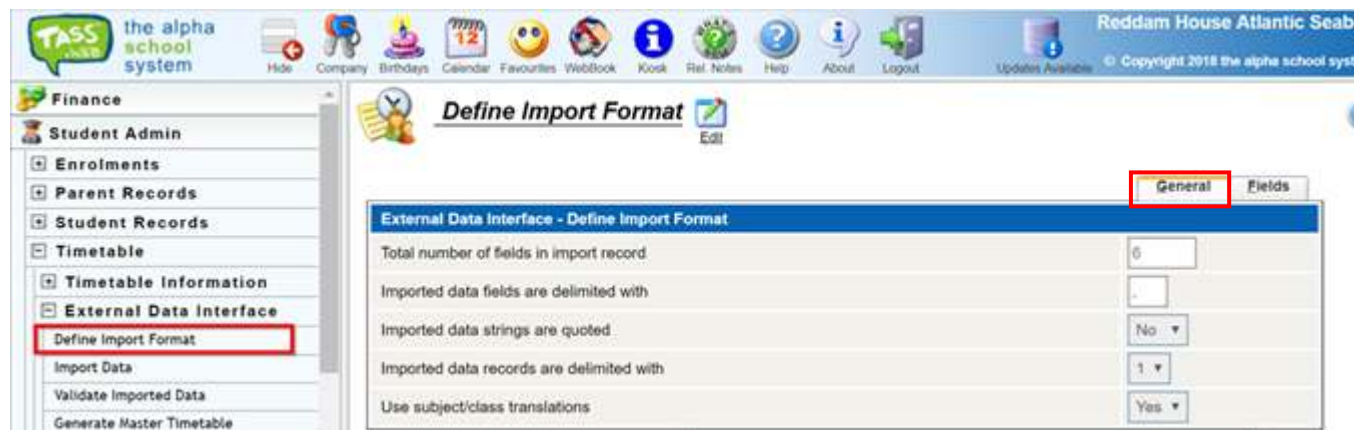 TASS
the alpha
school
system
Hide Company Birthdays Calendar Favourites WebBook Kiosk Rel. Notes Help About Logout Updates Available
12
Reddam House Atlantic Seab
© Copyright 2018 the alpha school syst
Finance
Student Admin
Enrolments
Parent Records
Student Records
Timetable
Timetable Information
External Data Interface
Define Import Format
Import Data
Validate Imported Data
Generate Master Timetable
Define Import Format
Edit
General Fields
External Data Interface - Define Import Format
Total number of fields in import record 6
Imported data fields are delimited with
Imported data strings are quoted No
Imported data records are delimited with 1
Use subject/class translations Yes